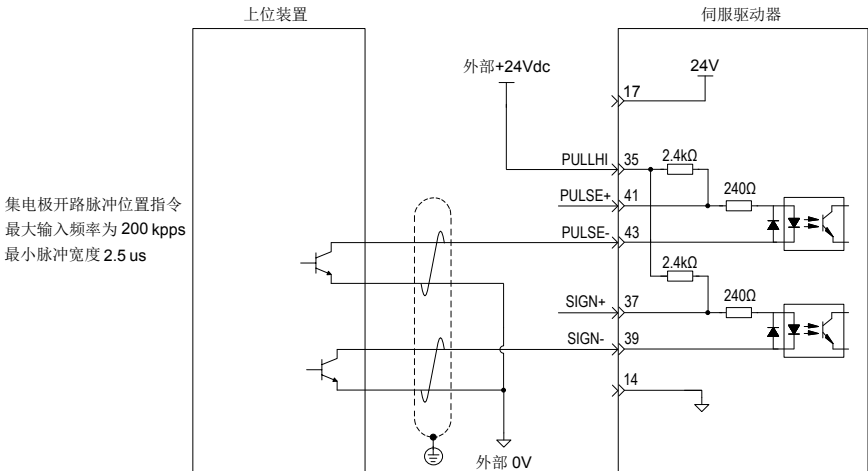 上位装置
伺服驱动器
外部+24Vdc
24V
17
PULLHI
35
2.4kΩ
PULSE+
41
240Ω
PULSE-
43
集电极开路脉冲位置指令
最大输入频率为 200 kpps
最小脉冲宽度 2.5 us
2.4kΩ
SIGN+
37
240Ω
SIGN-
39
14
外部 0V